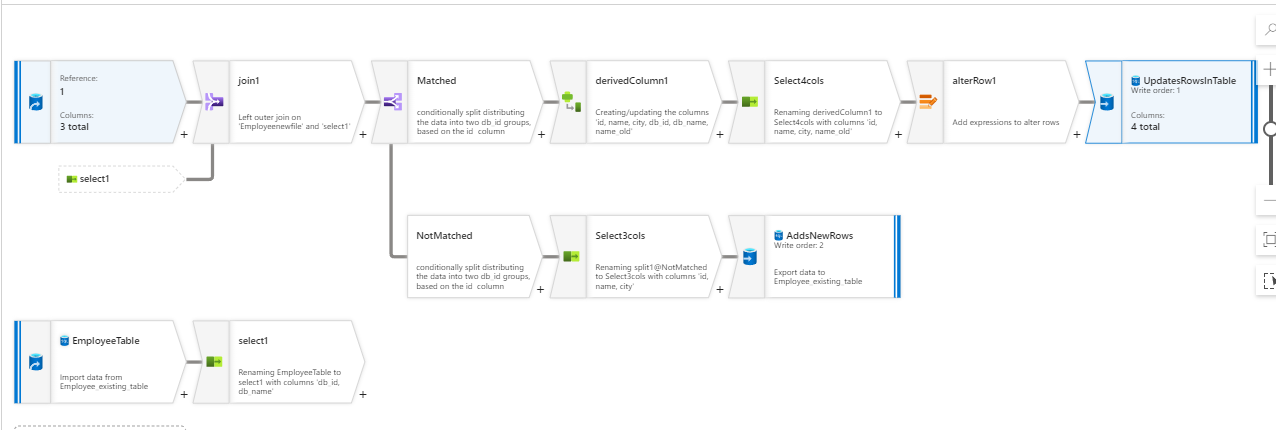 Reference:
1
Columns:
3 total
+
join1
Left outer join on
'Employeenewfile' and 'select1'
+
Matched
conditionally split distributing
the data into two db_id groups,
based on the id column
+
derivedColumn1
Creating/updating the columns
'id, name, city, db_id, db_name,
name_old'
+
Select4cols
Renaming derivedColumn1 to
Select4cols with columns 'id,
name, city, name_old'
+
alterRow1
Add expressions to alter rows
+
UpdatesRowsInTable
Write order: 1
Columns:
4 total
select1
NotMatched
conditionally split distributing
the data into two db_id groups,
based on the id column
+
Select3cols
Renaming split1@NotMatched
to Select3cols with columns 'id,
name, city'
+
AddsNewRows
Write order: 2
Export data to
Employee_existing_table
EmployeeTable
Import data from
Employee_existing_table
+
select1
Renaming EmployeeTable to
select1 with columns 'db_id,
db_name'
+